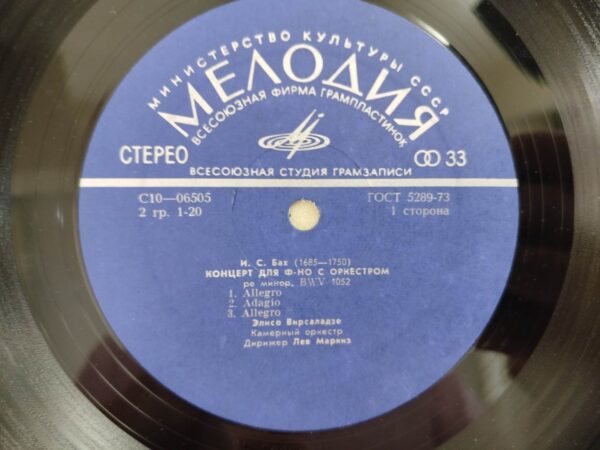 МИНИСТЕРСТВО КУЛЬТУРЫ СССР
МЕЛОДИЯ
ВСЕСОЮЗНАЯ ФИРМА ГРАМПЛАСТИНОК
СТЕРЕО
33
ВСЕСОЮЗНАЯ СТУДИЯ ГРАМЗАПИСИ
С10—06505 ГОСТ 5289-73
2 гр. 1-20 1 сторона
И. С. Бах (1685—1750)
КОНЦЕРТ ДЛЯ Ф-НО С ОРКЕСТРОМ
ре минор, BWV 1052
1. Allegro
2. Adagio
3. Allegro
Элисо Вирсаладзе
Камерный оркестр
Дирижер Лев Маркиз